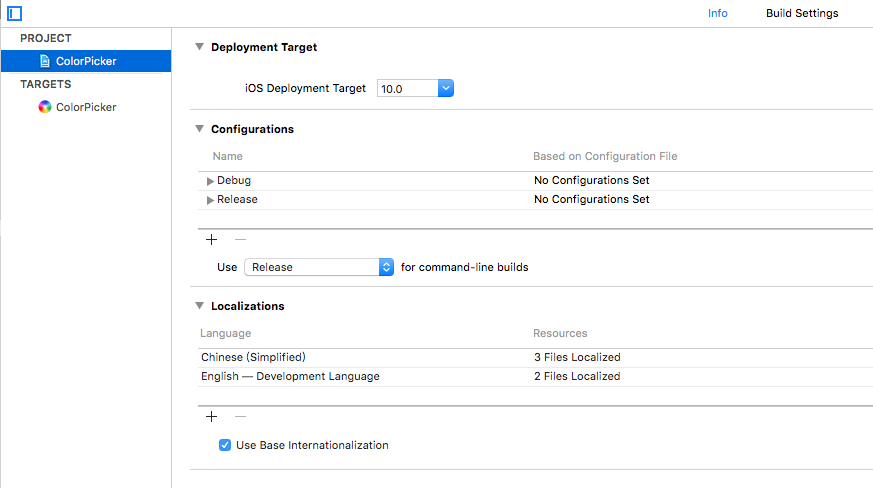 Info Build Settings
PROJECT
ColorPicker
TARGETS
ColorPicker
Deployment Target
iOS Deployment Target 10.0
Configurations
Name Based on Configuration File
Debug No Configurations Set
Release No Configurations Set
Use Release for command-line builds
Localizations
Language Resources
Chinese (Simplified) 3 Files Localized
English — Development Language 2 Files Localized
Use Base Internationalization